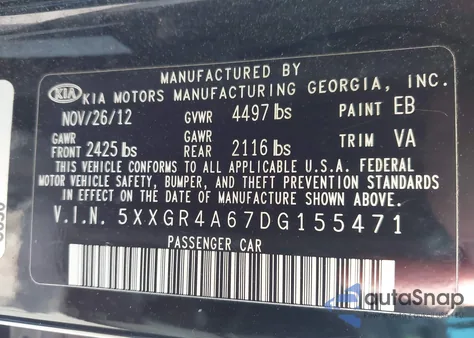 MANUFACTURED BY
KIA KIA MOTORS MANUFACTURING GEORGIA, INC.
NOV/26/12 GVWR 4497 lbs PAINT EB
GAWR FRONT 2425 lbs GAWR REAR 2116 lbs TRIM VA
THIS VEHICLE CONFORMS TO ALL APPLICABLE U.S.A. FEDERAL
MOTOR VEHICLE SAFETY, BUMPER, AND THEFT PREVENTION STANDARDS
IN EFFECT ON THE DATE OF MANUFACTURE SHOWN ABOVE.
V.I.N. 5XXGR4A67DG155471
PASSENGER CAR
autaSnap